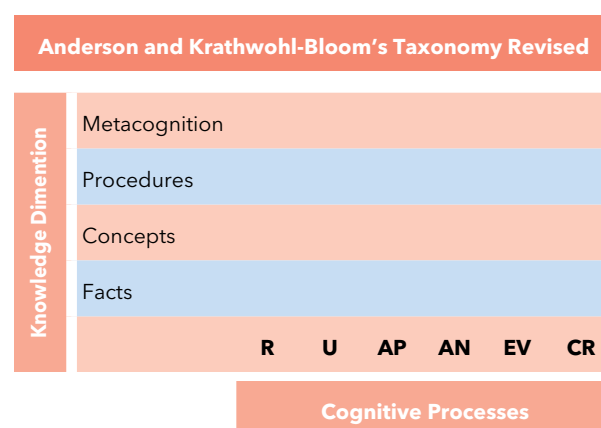 Anderson and Krathwohl-Bloom’s Taxonomy Revised
Knowledge Dimention
Metacognition
Procedures
Concepts
Facts
R U AP AN EV CR
Cognitive Processes